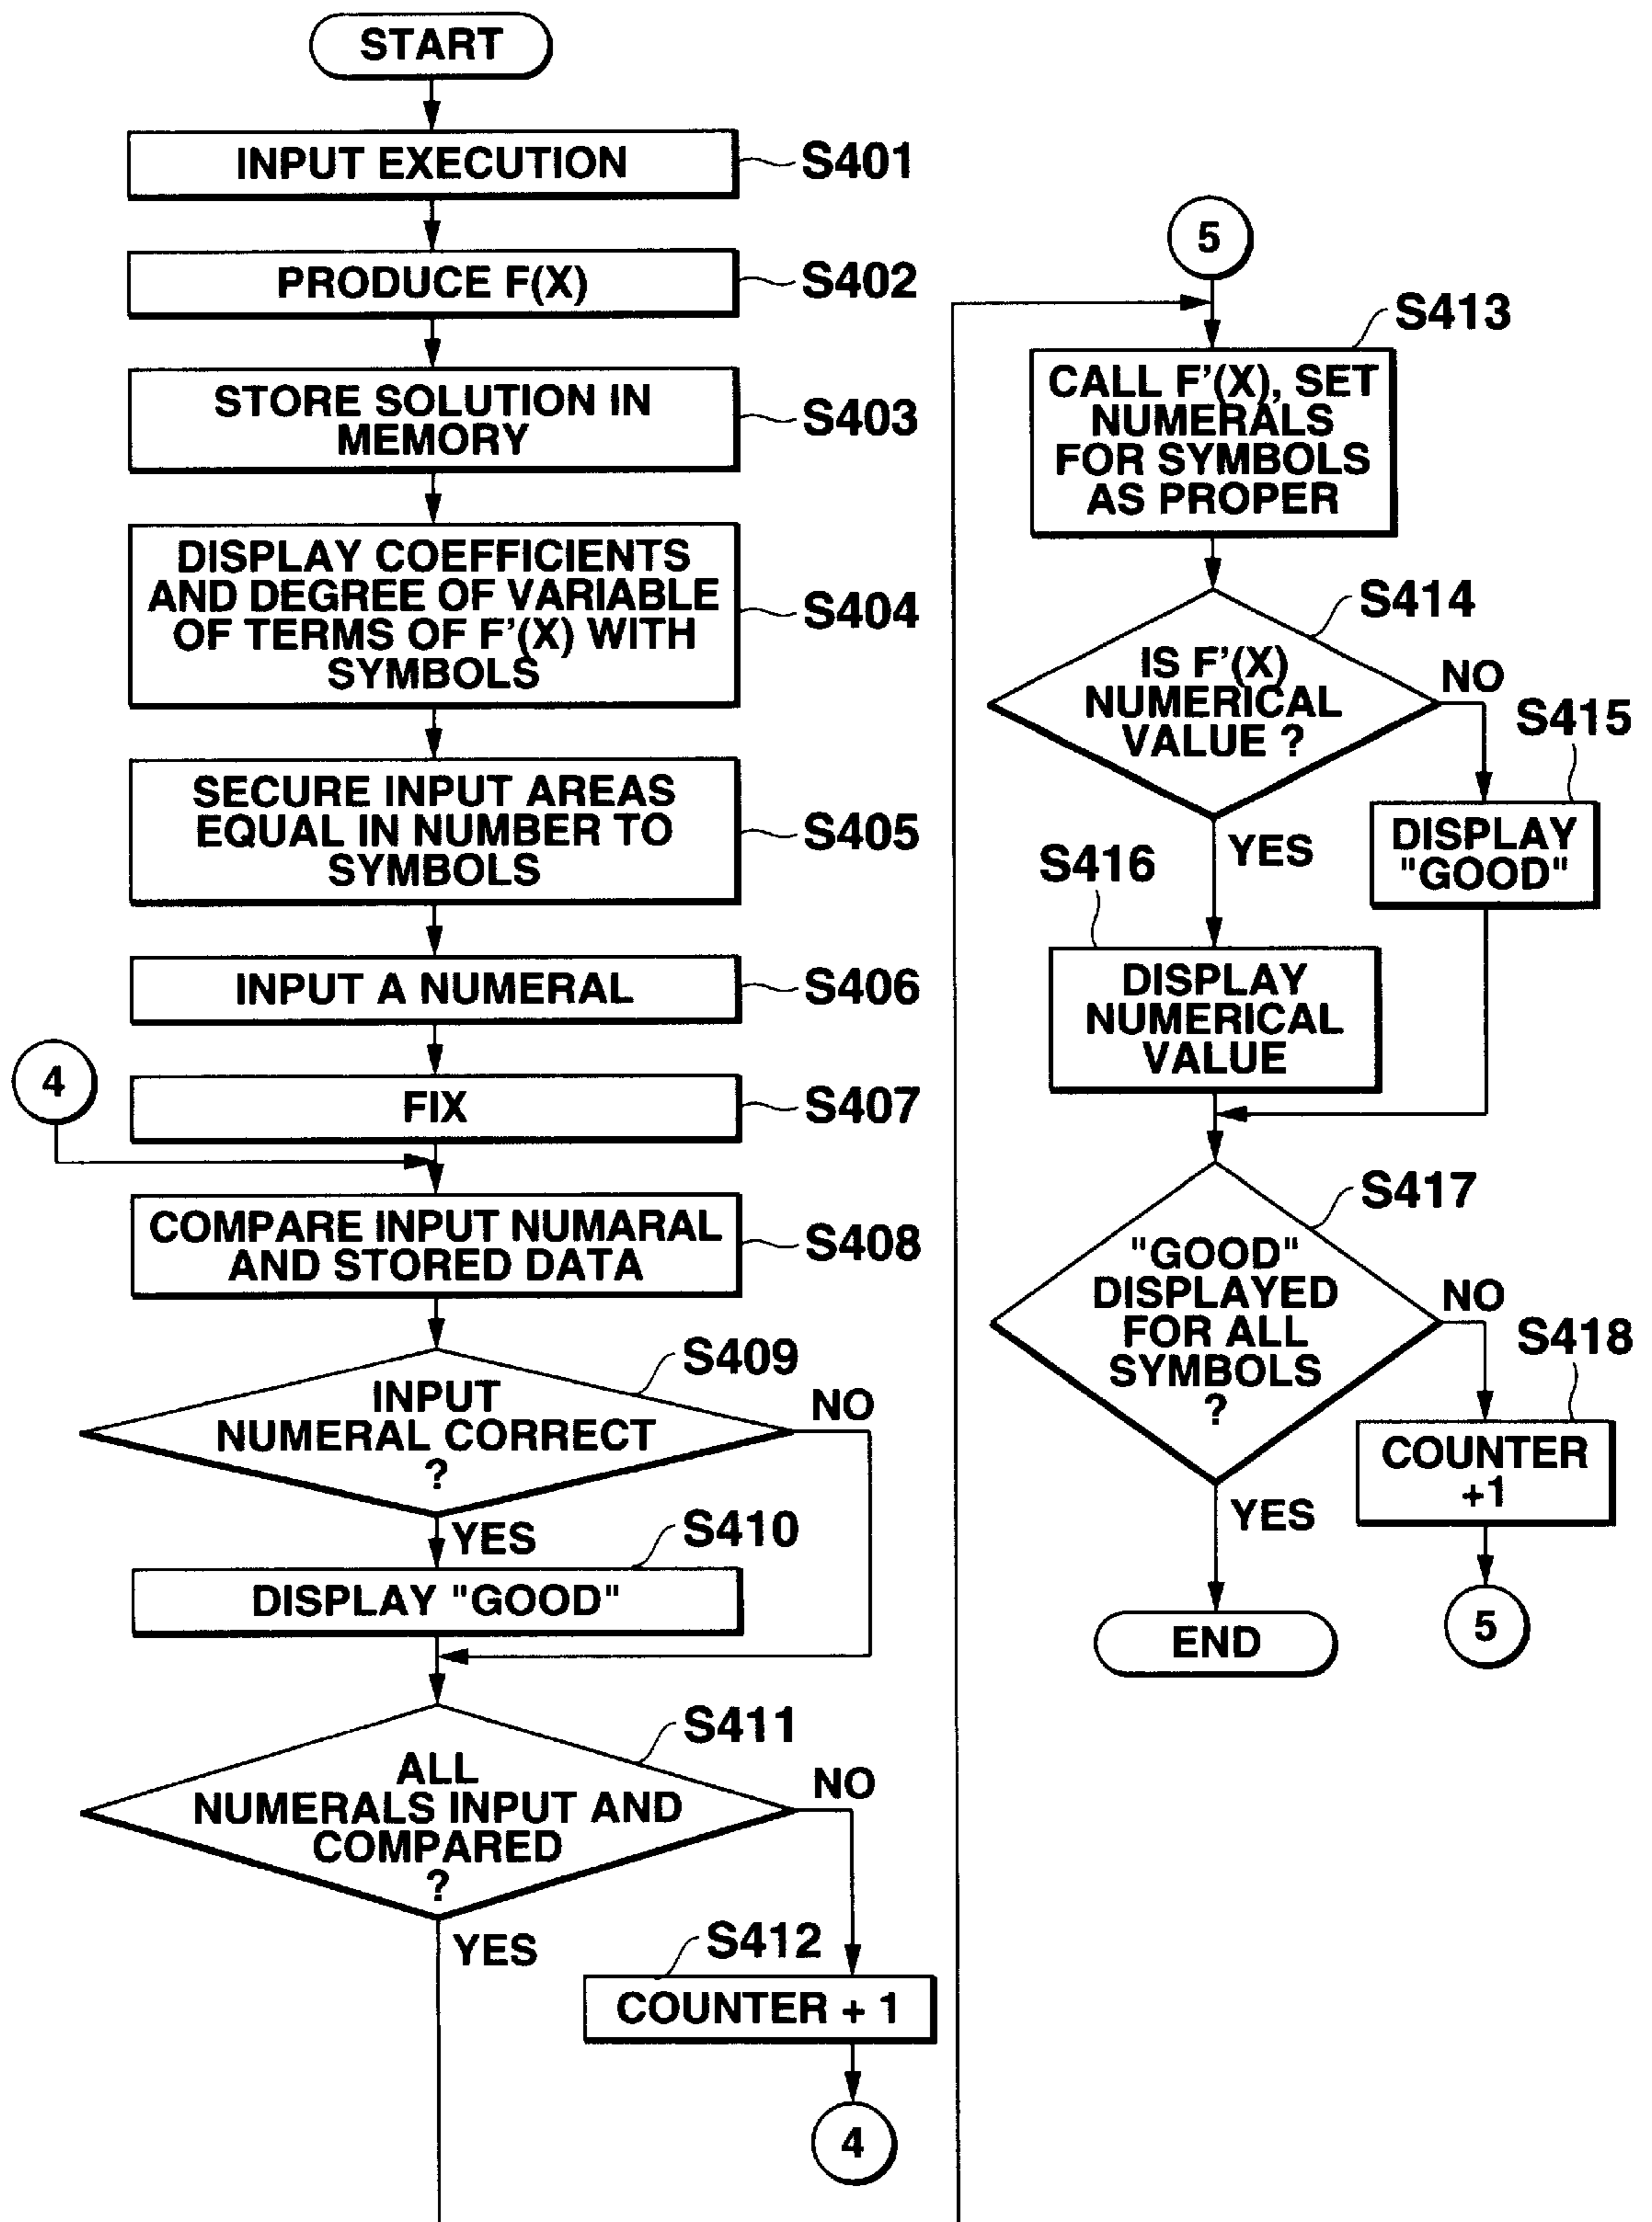 START
INPUT EXECUTION
S401
PRODUCE F(X)
S402
STORE SOLUTION IN
MEMORY
S403
DISPLAY COEFFICIENTS
AND DEGREE OF VARIABLE
OF TERMS OF F'(X) WITH
SYMBOLS
S404
SECURE INPUT AREAS
EQUAL IN NUMBER TO
SYMBOLS
S405
INPUT A NUMERAL
S406
4
FIX
S407
COMPARE INPUT NUMARAL
AND STORED DATA
S408
S409
INPUT
NUMERAL CORRECT
?
NO
YES
S410
DISPLAY "GOOD"
S411
ALL
NUMERALS INPUT AND
COMPARED
?
NO
YES
S412
COUNTER + 1
4
5
S413
CALL F'(X), SET
NUMERALS
FOR SYMBOLS
AS PROPER
S414
IS F'(X)
NUMERICAL
VALUE ?
NO
S415
DISPLAY
"GOOD"
YES
S416
DISPLAY
NUMERICAL
VALUE
S417
"GOOD"
DISPLAYED
FOR ALL
SYMBOLS
?
NO
S418
COUNTER
+1
5
YES
END